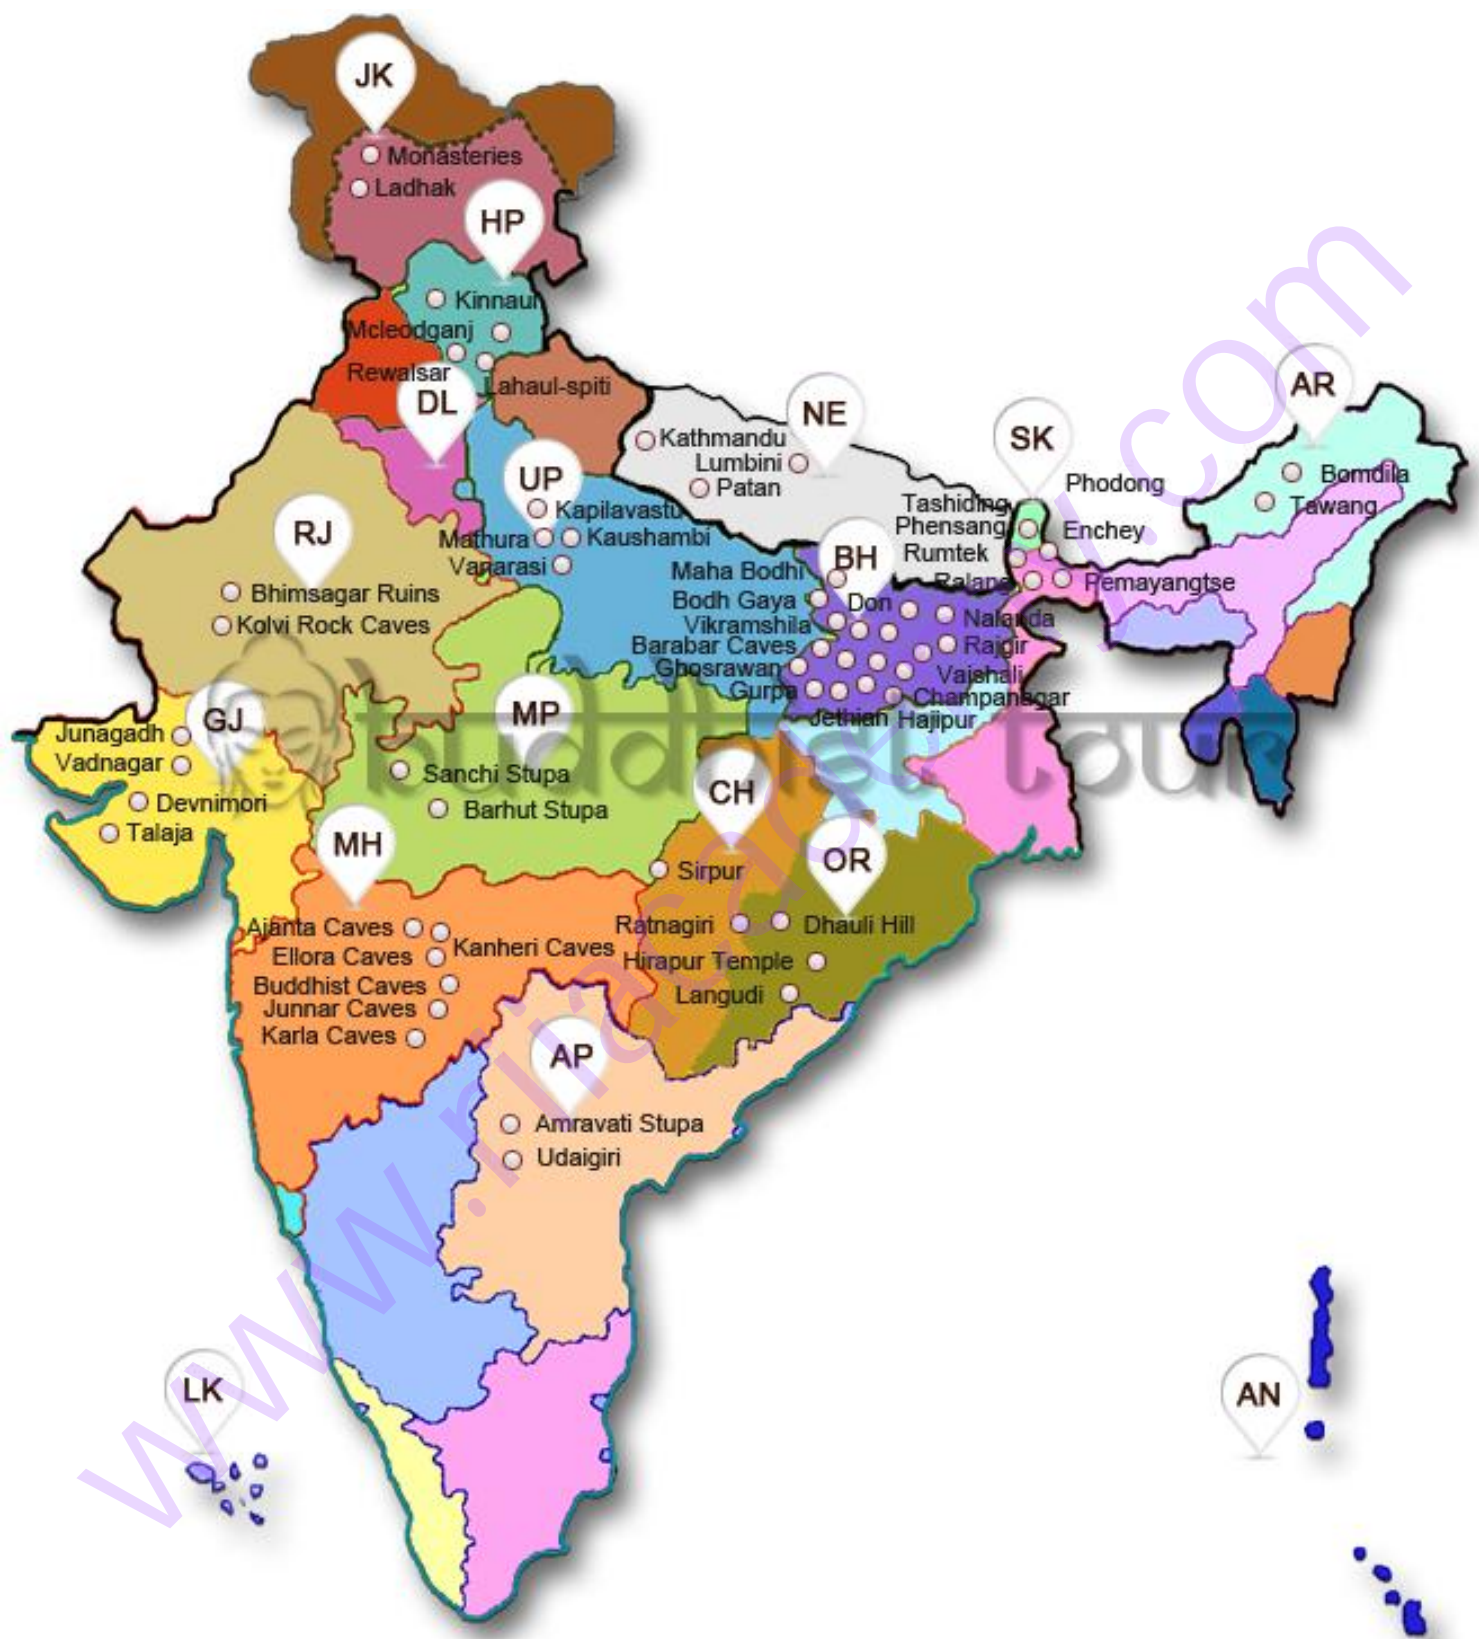 JK
Monasteries
Ladhak
HP
Kinnaur
Mcleodganj
Rewalsar
Lahaul-spiti
DL
NE
Kathmandu
Lumbini
Patan
SK
AR
Phodong
Bomdila
Tawang
Tashiding
Phensang
Enchey
Rumtek
Ralang
Pemayangtse
UP
Kapilavastu
Mathura
Kaushambi
Vanarasi
RJ
Bhimsagar Ruins
Kolvi Rock Caves
BH
Maha Bodhi
Bodh Gaya
Don
Vikramshila
Nalanda
Barabar Caves
Rajgir
Ghosrawan
Vaishali
Gurpa
Champanagar
Jethian
Hajipur
GJ
Junagadh
Vadnagar
Devnimori
Talaja
MP
Sanchi Stupa
Barhut Stupa
buddhist tour
CH
Sirpur
MH
Ajanta Caves
Kanheri Caves
Ellora Caves
Buddhist Caves
Junnar Caves
Karla Caves
OR
Ratnagiri
Dhauli Hill
Hirapur Temple
Langudi
AP
Amravati Stupa
Udaigiri
LK
AN